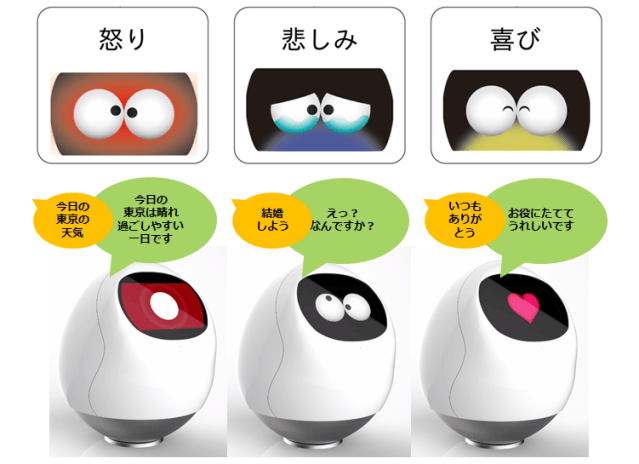 怒り
悲しみ
喜び
今日の
東京の
天気
今日の
東京は晴れ
過ごしやすい
一日です
結婚
しよう
えっ？
なんですか？
いつも
ありが
とう
お役にたてて
うれしいです